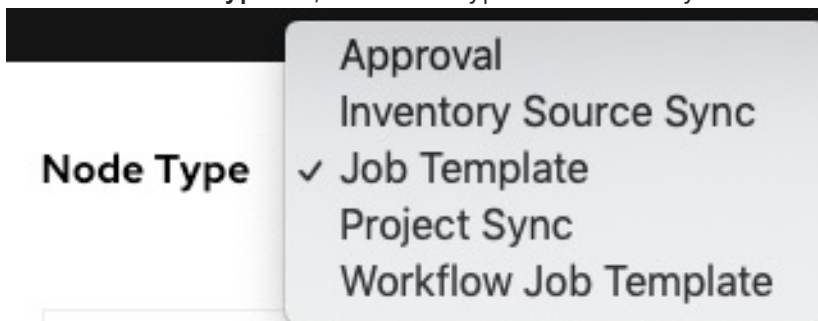 Approval
Inventory Source Sync
Node Type ✓ Job Template
Project Sync
Workflow Job Template